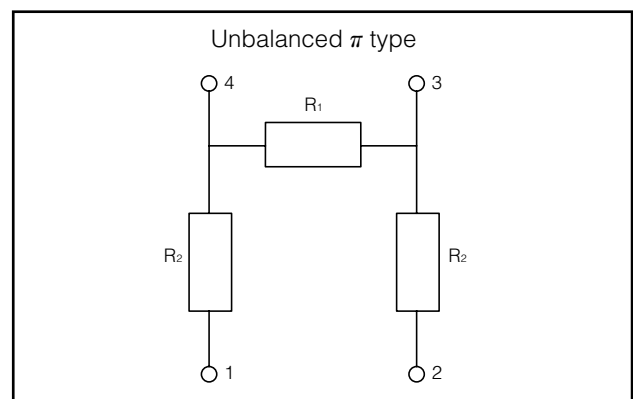 Unbalanced π type
4
3
R₁
R₂
R₂
1
2